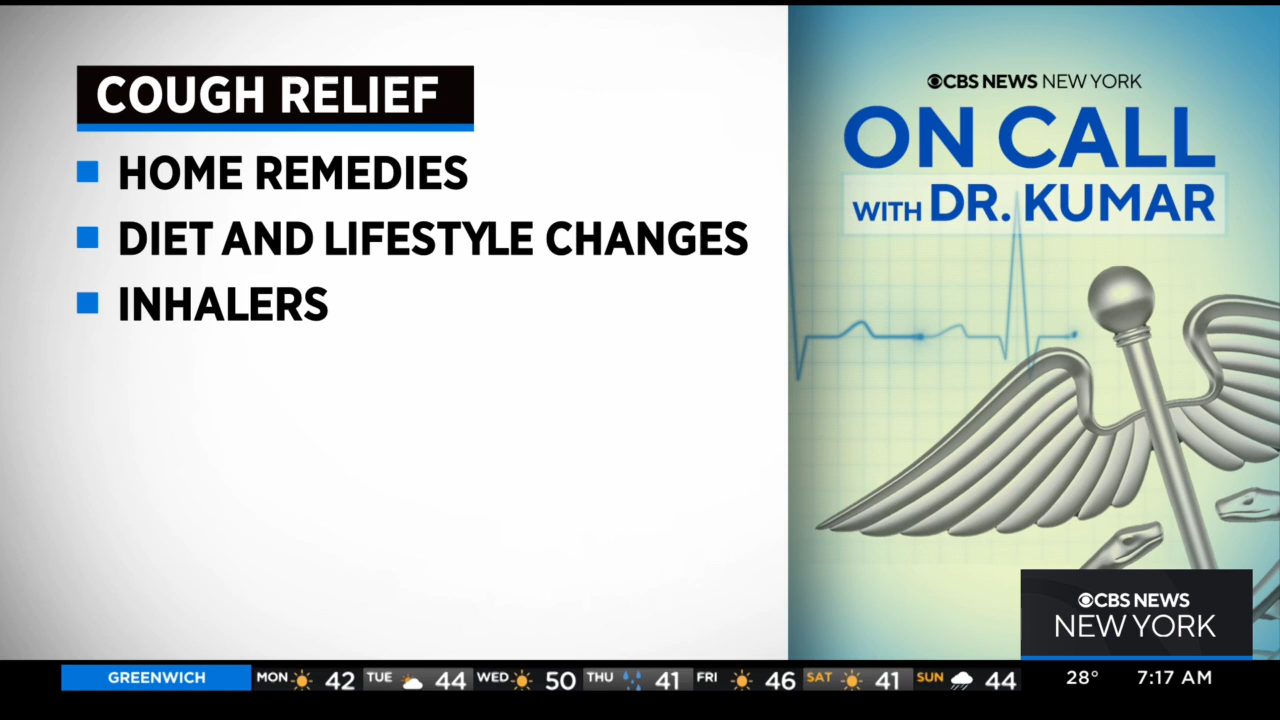 COUGH RELIEF
HOME REMEDIES
DIET AND LIFESTYLE CHANGES
INHALERS
CBS NEWS NEW YORK
ON CALL
WITH DR. KUMAR
CBS NEWS
NEW YORK
GREENWICH MON 42 TUE 44 WED 50 THU 41 FRI 46 SAT 41 SUN 44 28° 7:17 AM